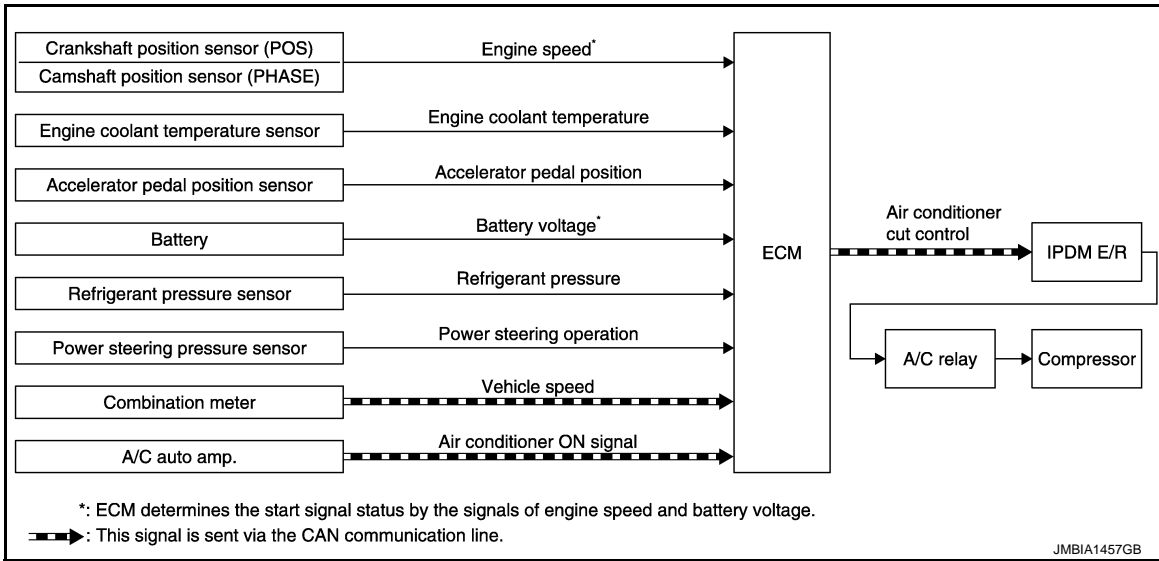 Crankshaft position sensor (POS)
Camshaft position sensor (PHASE)
Engine speed*
Engine coolant temperature sensor
Engine coolant temperature
Accelerator pedal position sensor
Accelerator pedal position
Battery
Battery voltage*
Refrigerant pressure sensor
Refrigerant pressure
Power steering pressure sensor
Power steering operation
Combination meter
Vehicle speed
A/C auto amp.
Air conditioner ON signal
ECM
Air conditioner
cut control
IPDM E/R
A/C relay
Compressor
*: ECM determines the start signal status by the signals of engine speed and battery voltage.
: This signal is sent via the CAN communication line.
JMBIA1457GB